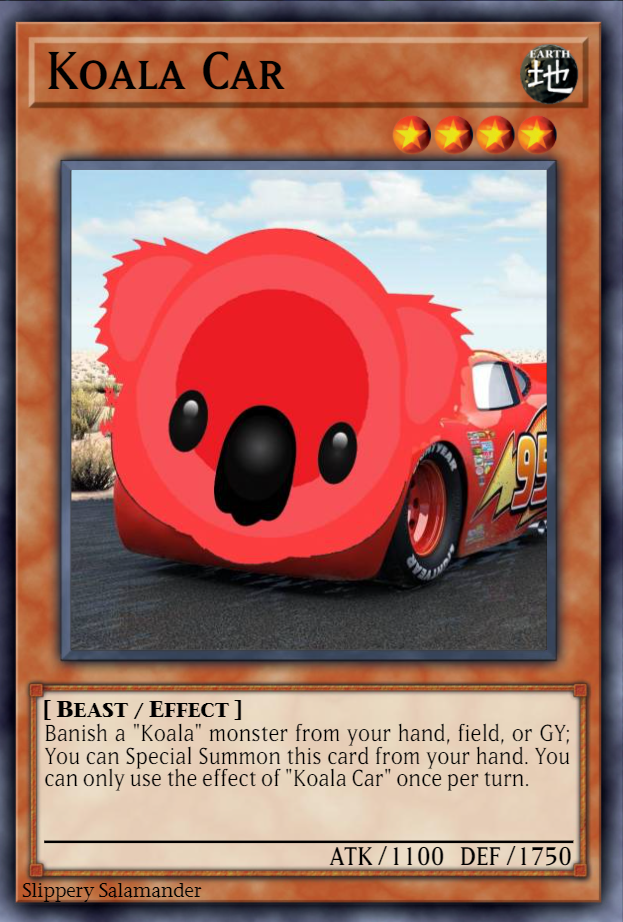 Koala Car
EARTH
地
95
[ Beast / Effect ]
Banish a "Koala" monster from your hand, field, or GY;
You can Special Summon this card from your hand. You
can only use the effect of "Koala Car" once per turn.
ATK/1100 DEF/1750
Slippery Salamander